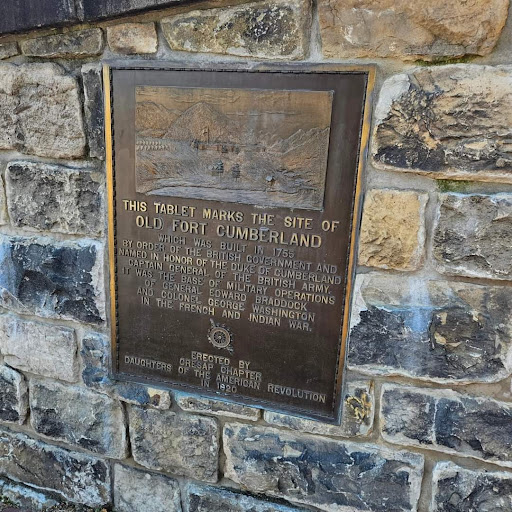 THIS TABLET MARKS THE SITE OF
OLD FORT CUMBERLAND
WHICH WAS BUILT IN 1755
BY ORDER OF THE BRITISH GOVERNMENT AND
NAMED IN HONOR OF THE DUKE OF CUMBERLAND
CAPTAIN GENERAL OF THE BRITISH ARMY.
IT WAS THE BASE OF MILITARY OPERATIONS
OF GENERAL EDWARD BRADDOCK
AND COLONEL GEORGE WASHINGTON
IN THE FRENCH AND INDIAN WAR.
ERECTED BY
CRESAP CHAPTER
DAUGHTERS OF THE AMERICAN REVOLUTION
IN 1920